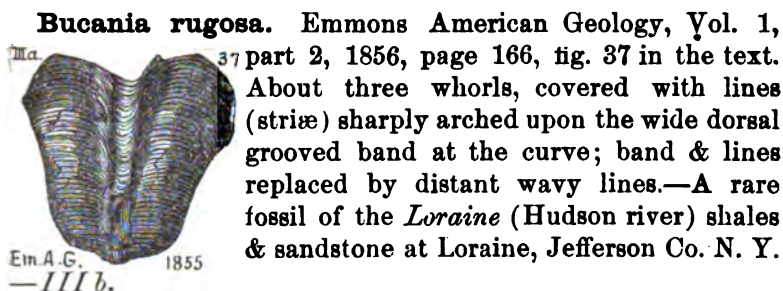 Bucania rugosa. Emmons American Geology, Vol. 1,
IIIa. 37 part 2, 1856, page 166, fig. 37 in the text.
About three whorls, covered with lines
(striæ) sharply arched upon the wide dorsal
grooved band at the curve; band & lines
replaced by distant wavy lines.—A rare
fossil of the Loraine (Hudson river) shales
& sandstone at Loraine, Jefferson Co. N. Y.
Em. A. G. 1855
—III b.